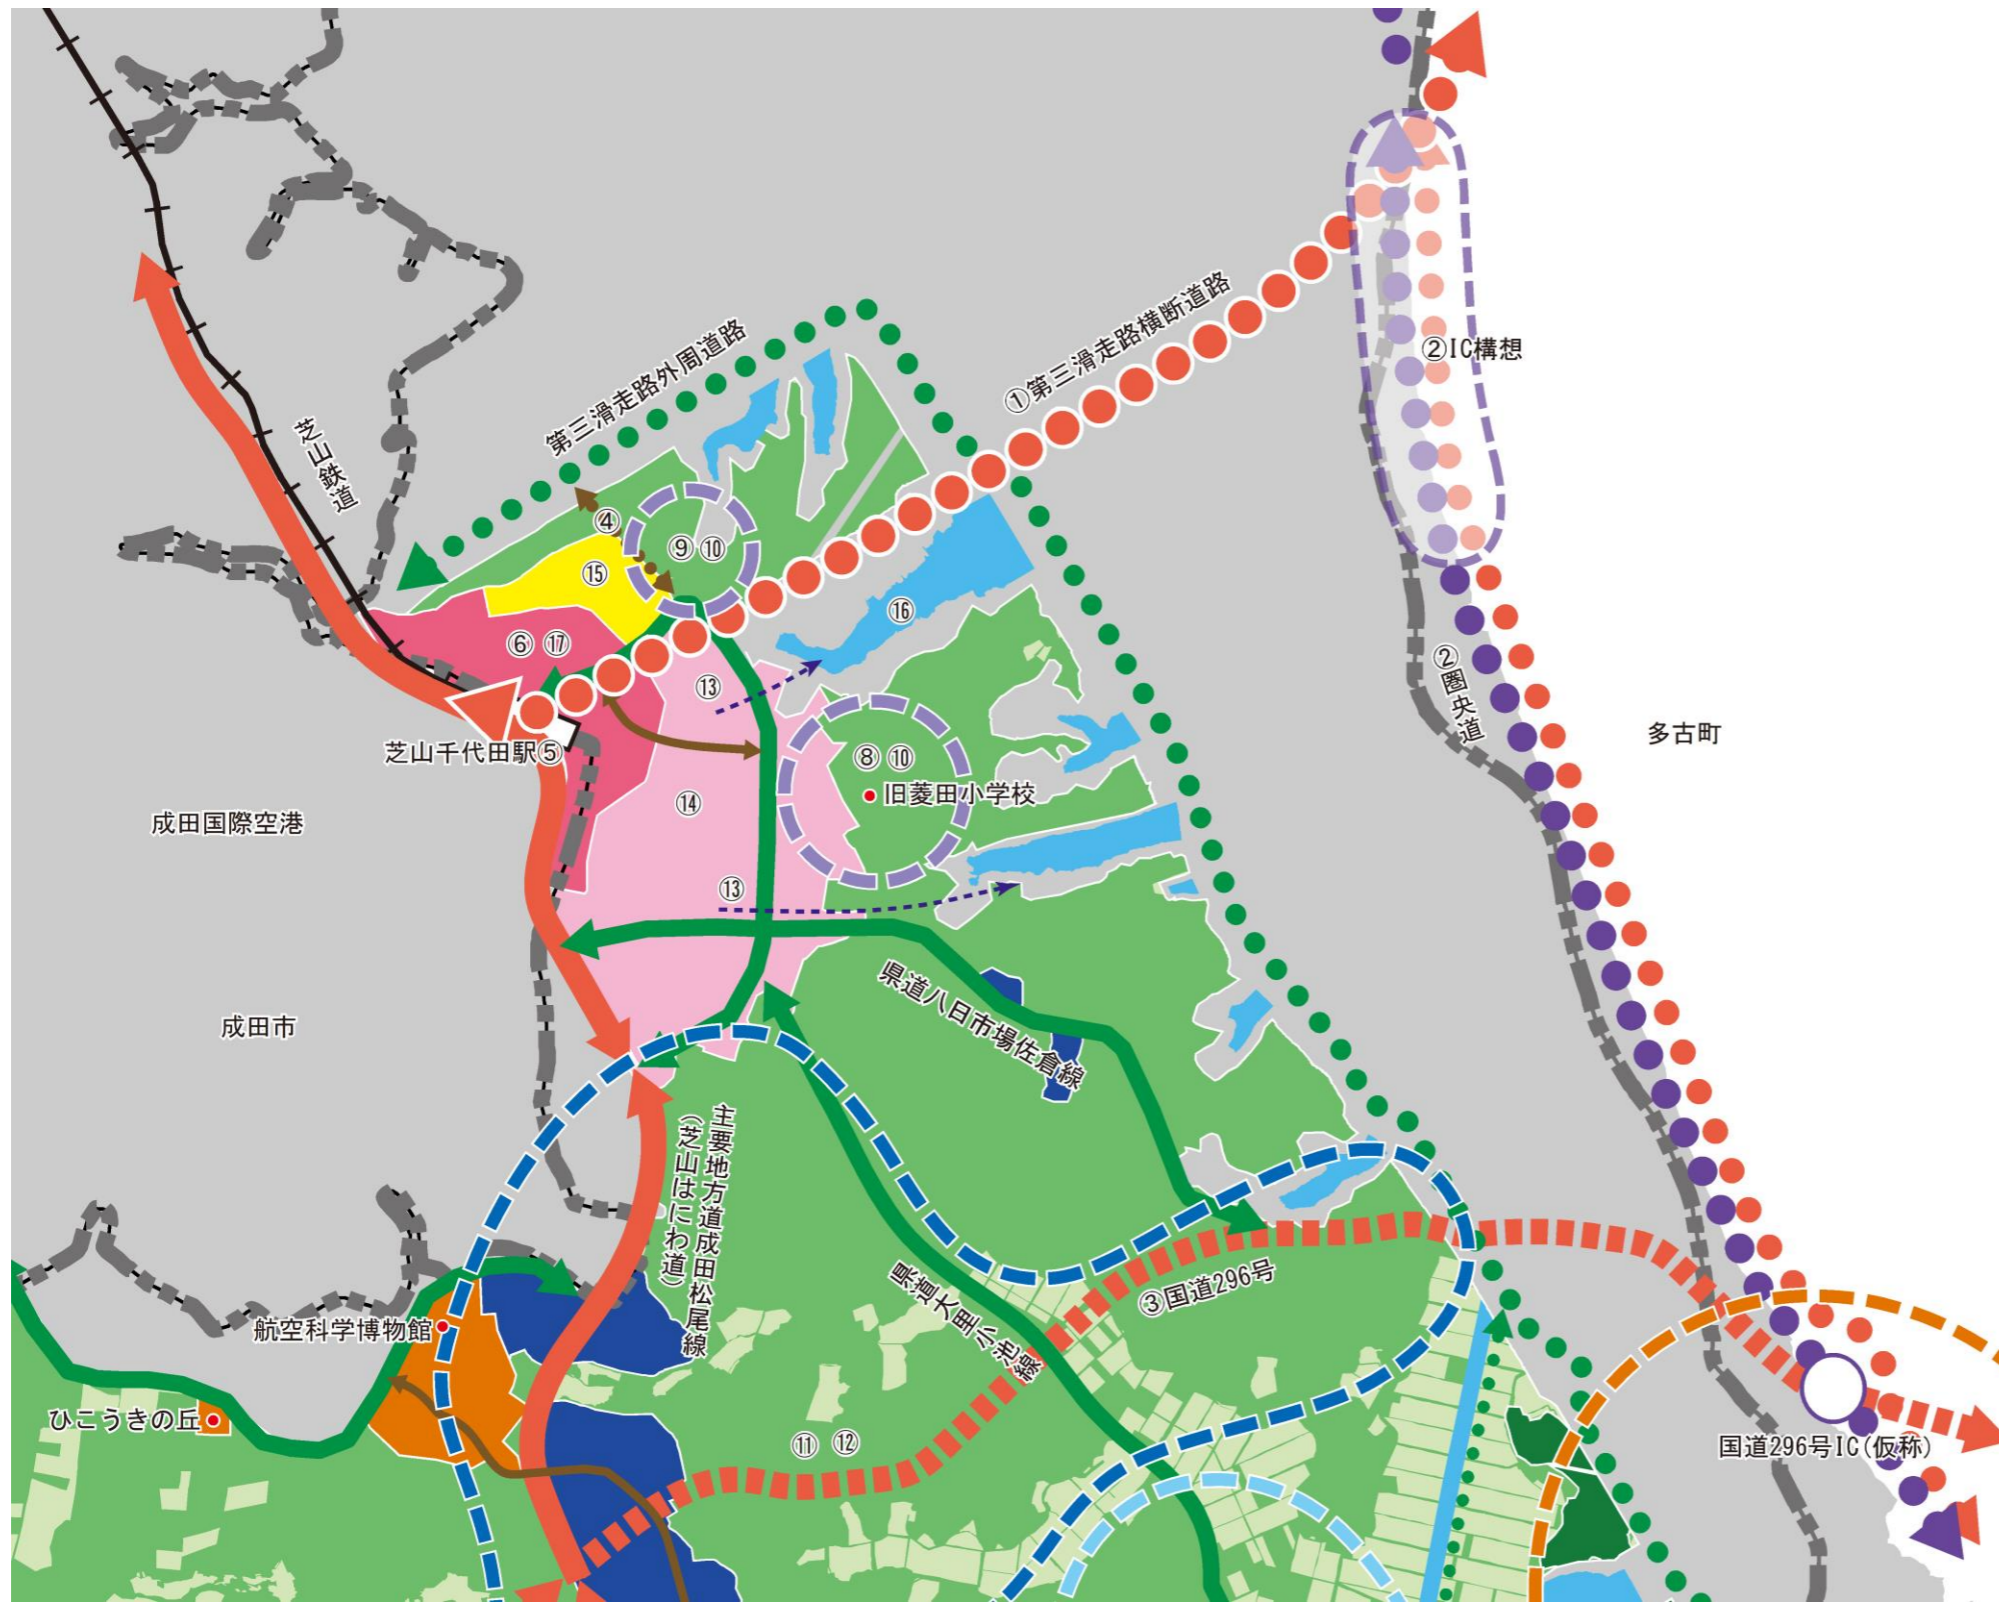 第三滑走路外周道路
①第三滑走路横断道路
②IC構想
芝山鉄道
④
⑨ ⑩
⑮
⑯
⑥ ⑰
⑬
②圏央道
多古町
芝山千代田駅⑤
⑧ ⑩
旧菱田小学校
⑭
成田国際空港
⑬
県道八日市場佐倉線
成田市
主要地方道成田松尾線
(芝山はにわ道)
③国道296号
県道大里小池線
航空科学博物館
ひこうきの丘
⑪ ⑫
国道296号IC(仮称)